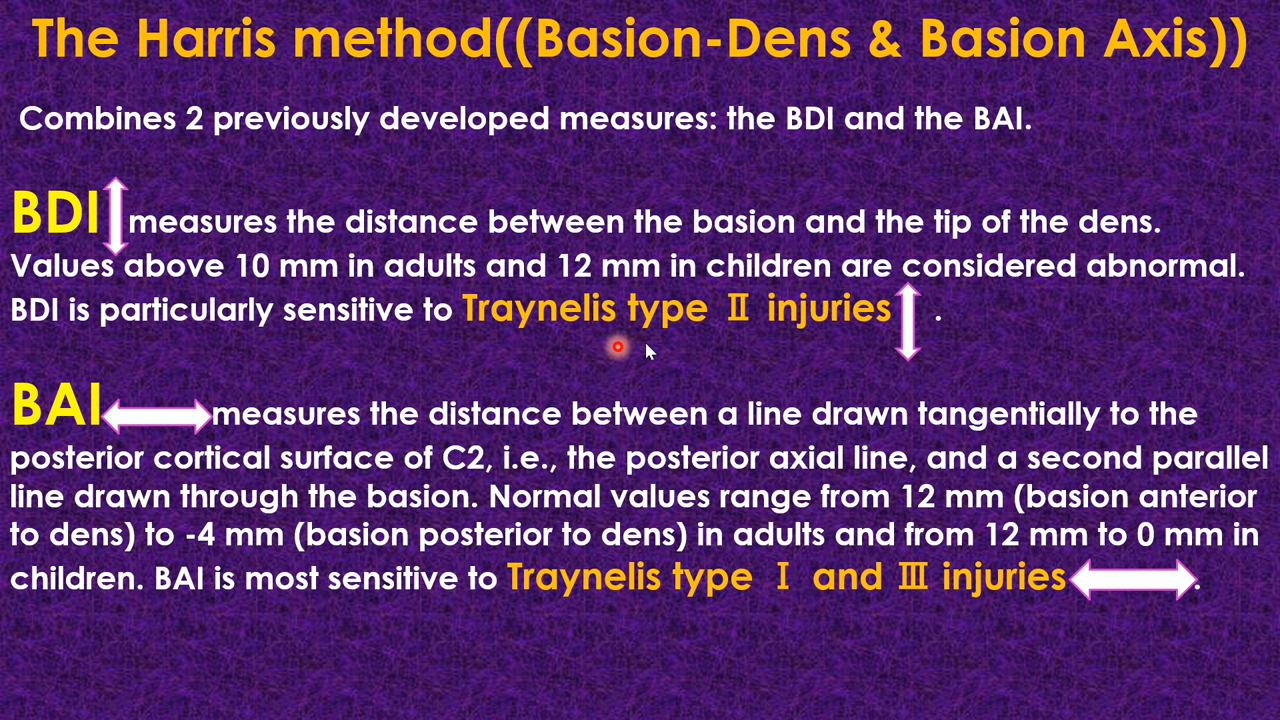 The Harris method((Basion-Dens & Basion Axis))
Combines 2 previously developed measures: the BDI and the BAI.
BDI measures the distance between the basion and the tip of the dens.
Values above 10 mm in adults and 12 mm in children are considered abnormal.
BDI is particularly sensitive to Traynelis type Ⅱ injuries .
BAI measures the distance between a line drawn tangentially to the
posterior cortical surface of C2, i.e., the posterior axial line, and a second parallel
line drawn through the basion. Normal values range from 12 mm (basion anterior
to dens) to -4 mm (basion posterior to dens) in adults and from 12 mm to 0 mm in
children. BAI is most sensitive to Traynelis type Ⅰ and Ⅲ injuries .